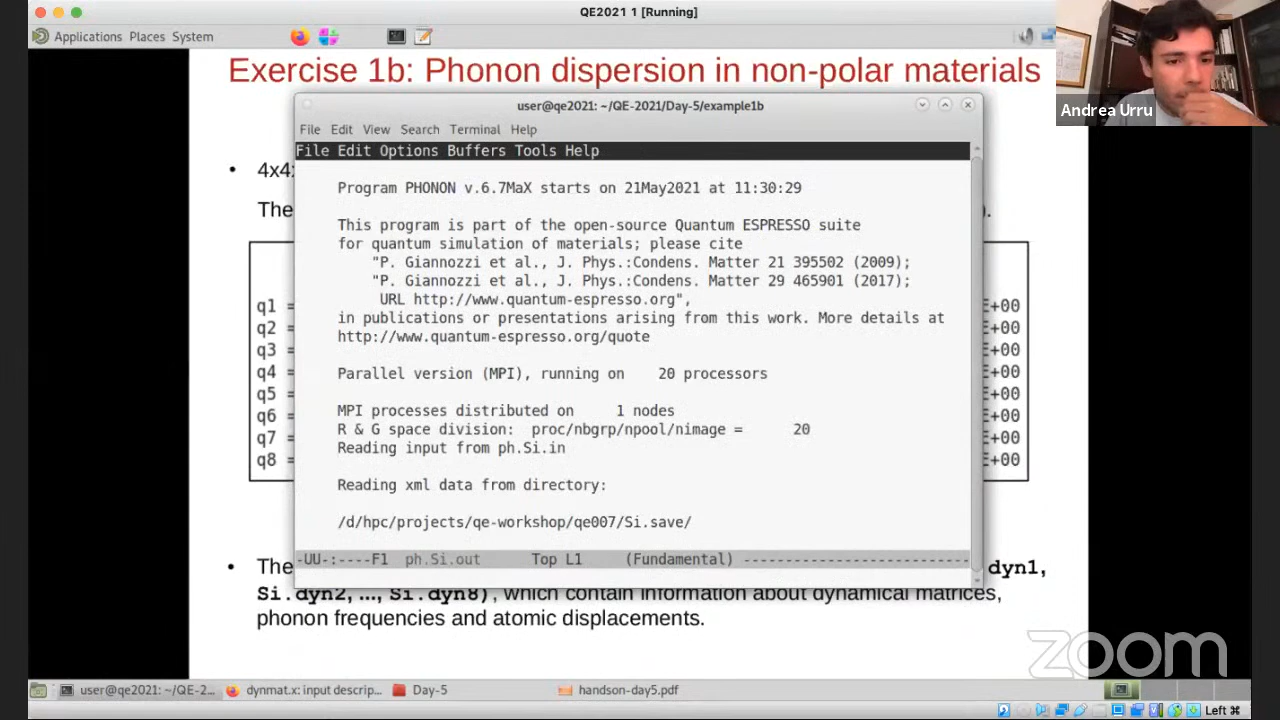 QE2021 1 [Running]
Applications Places System
Exercise 1b: Phonon dispersion in non-polar materials
Andrea Urru
user@qe2021: ~/QE-2021/Day-5/example1b
File Edit View Search Terminal Help
File Edit Options Buffers Tools Help
• 4x4x
The
).
Program PHONON v.6.7MaX starts on 21May2021 at 11:30:29
This program is part of the open-source Quantum ESPRESSO suite
for quantum simulation of materials; please cite
"P. Giannozzi et al., J. Phys.:Condens. Matter 21 395502 (2009);
"P. Giannozzi et al., J. Phys.:Condens. Matter 29 465901 (2017);
URL http://www.quantum-espresso.org",
in publications or presentations arising from this work. More details at
http://www.quantum-espresso.org/quote
Parallel version (MPI), running on 20 processors
MPI processes distributed on 1 nodes
R & G space division: proc/nbgrp/npool/nimage = 20
Reading input from ph.Si.in
Reading xml data from directory:
/d/hpc/projects/qe-workshop/qe007/Si.save/
-UU-:----F1 ph.Si.out Top L1 (Fundamental) ---------------------------
q1 = E+00
q2 = E+00
q3 = E+00
q4 = E+00
q5 = E+00
q6 = E+00
q7 = E+00
q8 = E+00
• The dyn1,
Si.dyn2, ..., Si.dyn8), which contain information about dynamical matrices,
phonon frequencies and atomic displacements.
zoom
user@qe2021: ~/QE-2... dynmat.x: input descrip... Day-5 handson-day5.pdf
Left ⌘